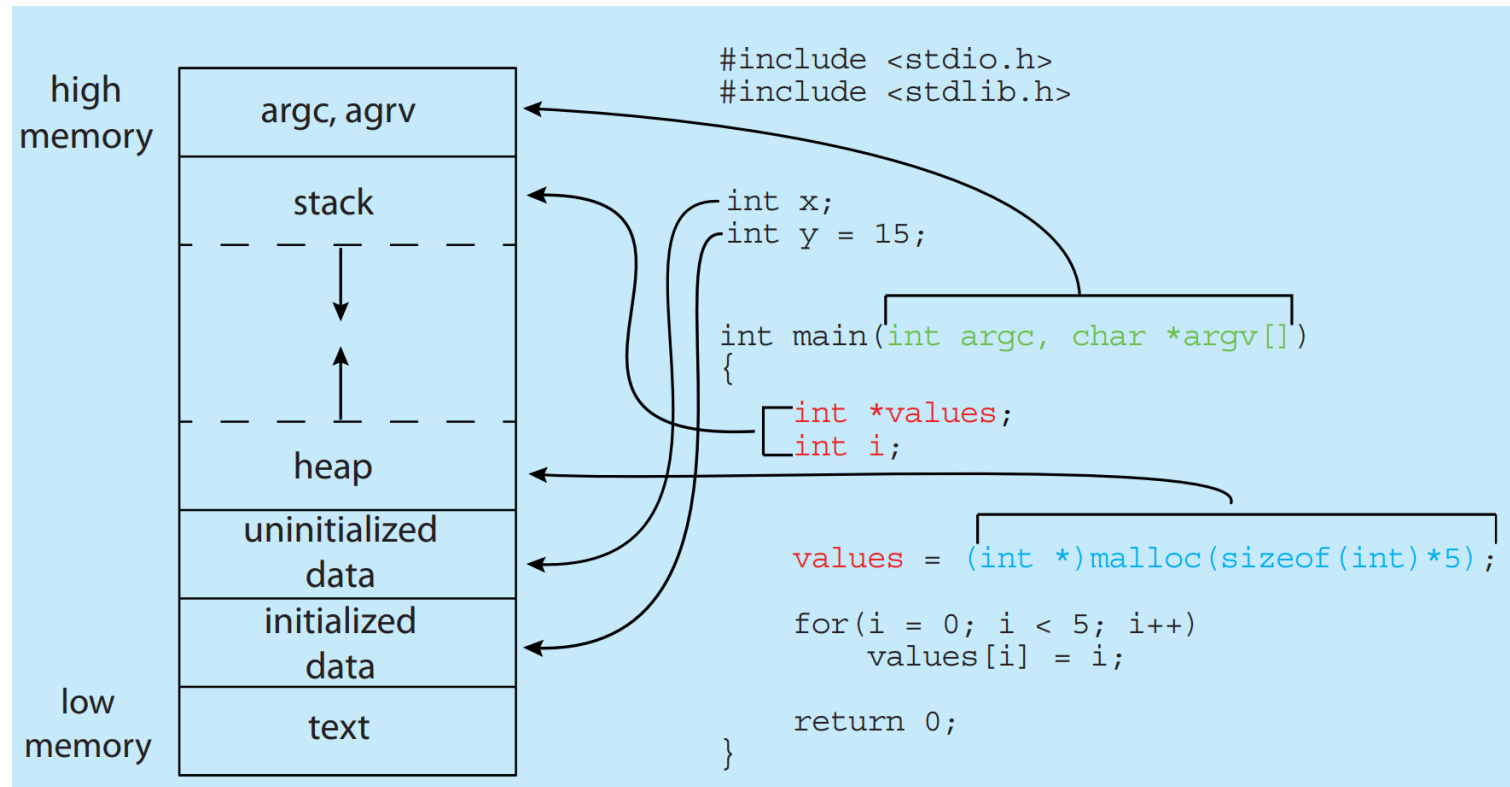 high
memory
argc, agrv
stack
heap
uninitialized
data
initialized
data
text
low
memory
#include <stdio.h>
#include <stdlib.h>
int x;
int y = 15;
int main(int argc, char *argv[])
{
int *values;
int i;
values = (int *)malloc(sizeof(int)*5);
for(i = 0; i < 5; i++)
values[i] = i;
return 0;
}